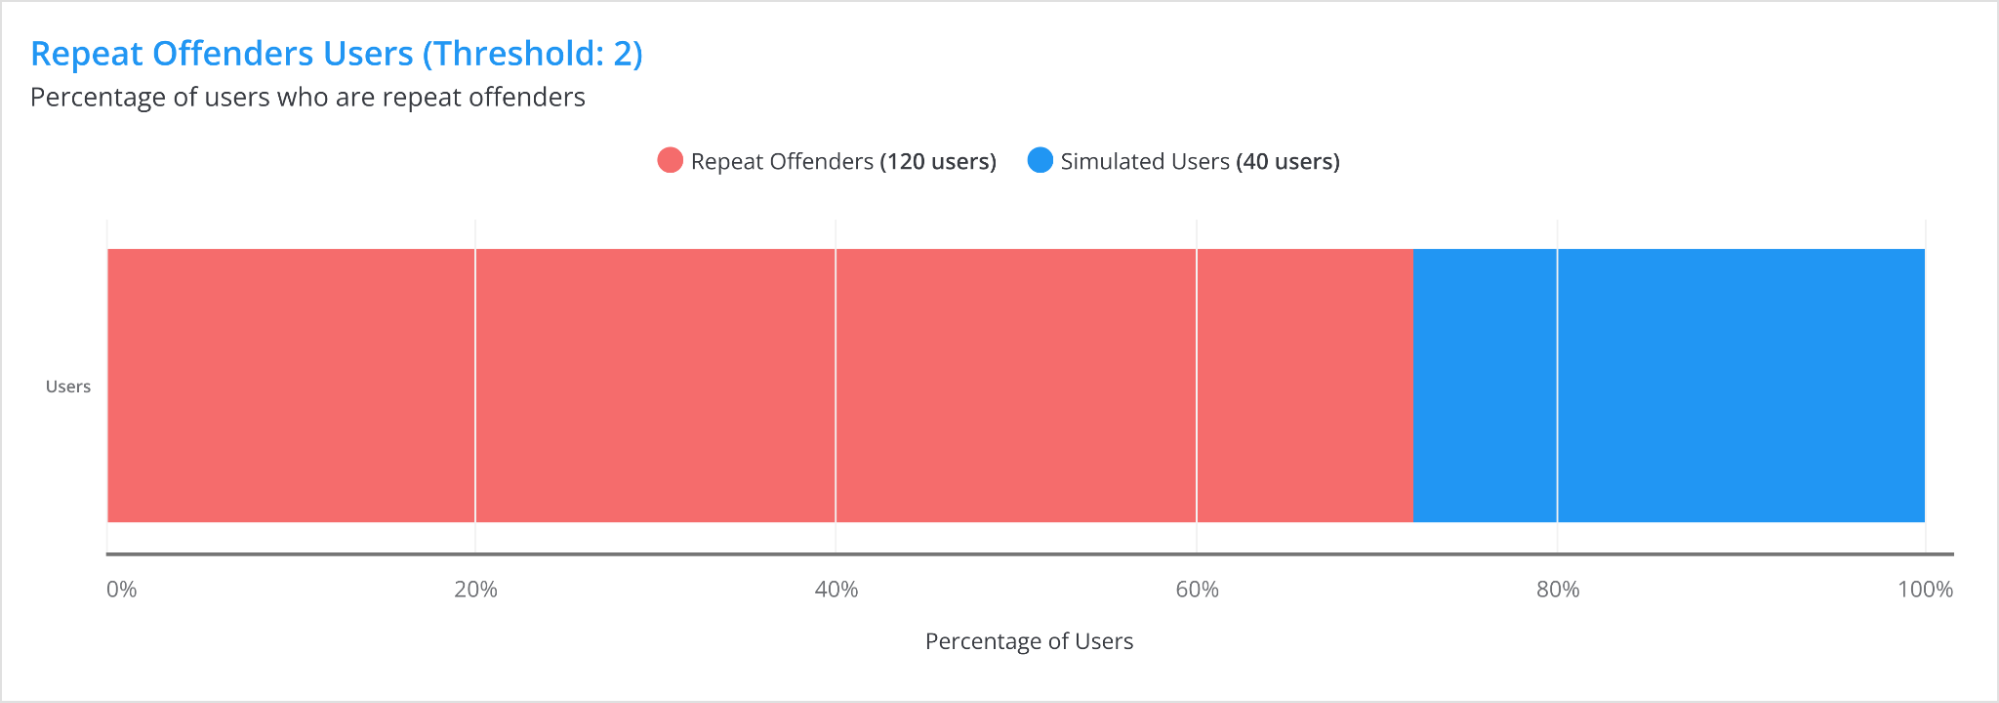 Repeat Offenders Users (Threshold: 2)
Percentage of users who are repeat offenders
Repeat Offenders (120 users) Simulated Users (40 users)
Users
0% 20% 40% 60% 80% 100%
Percentage of Users